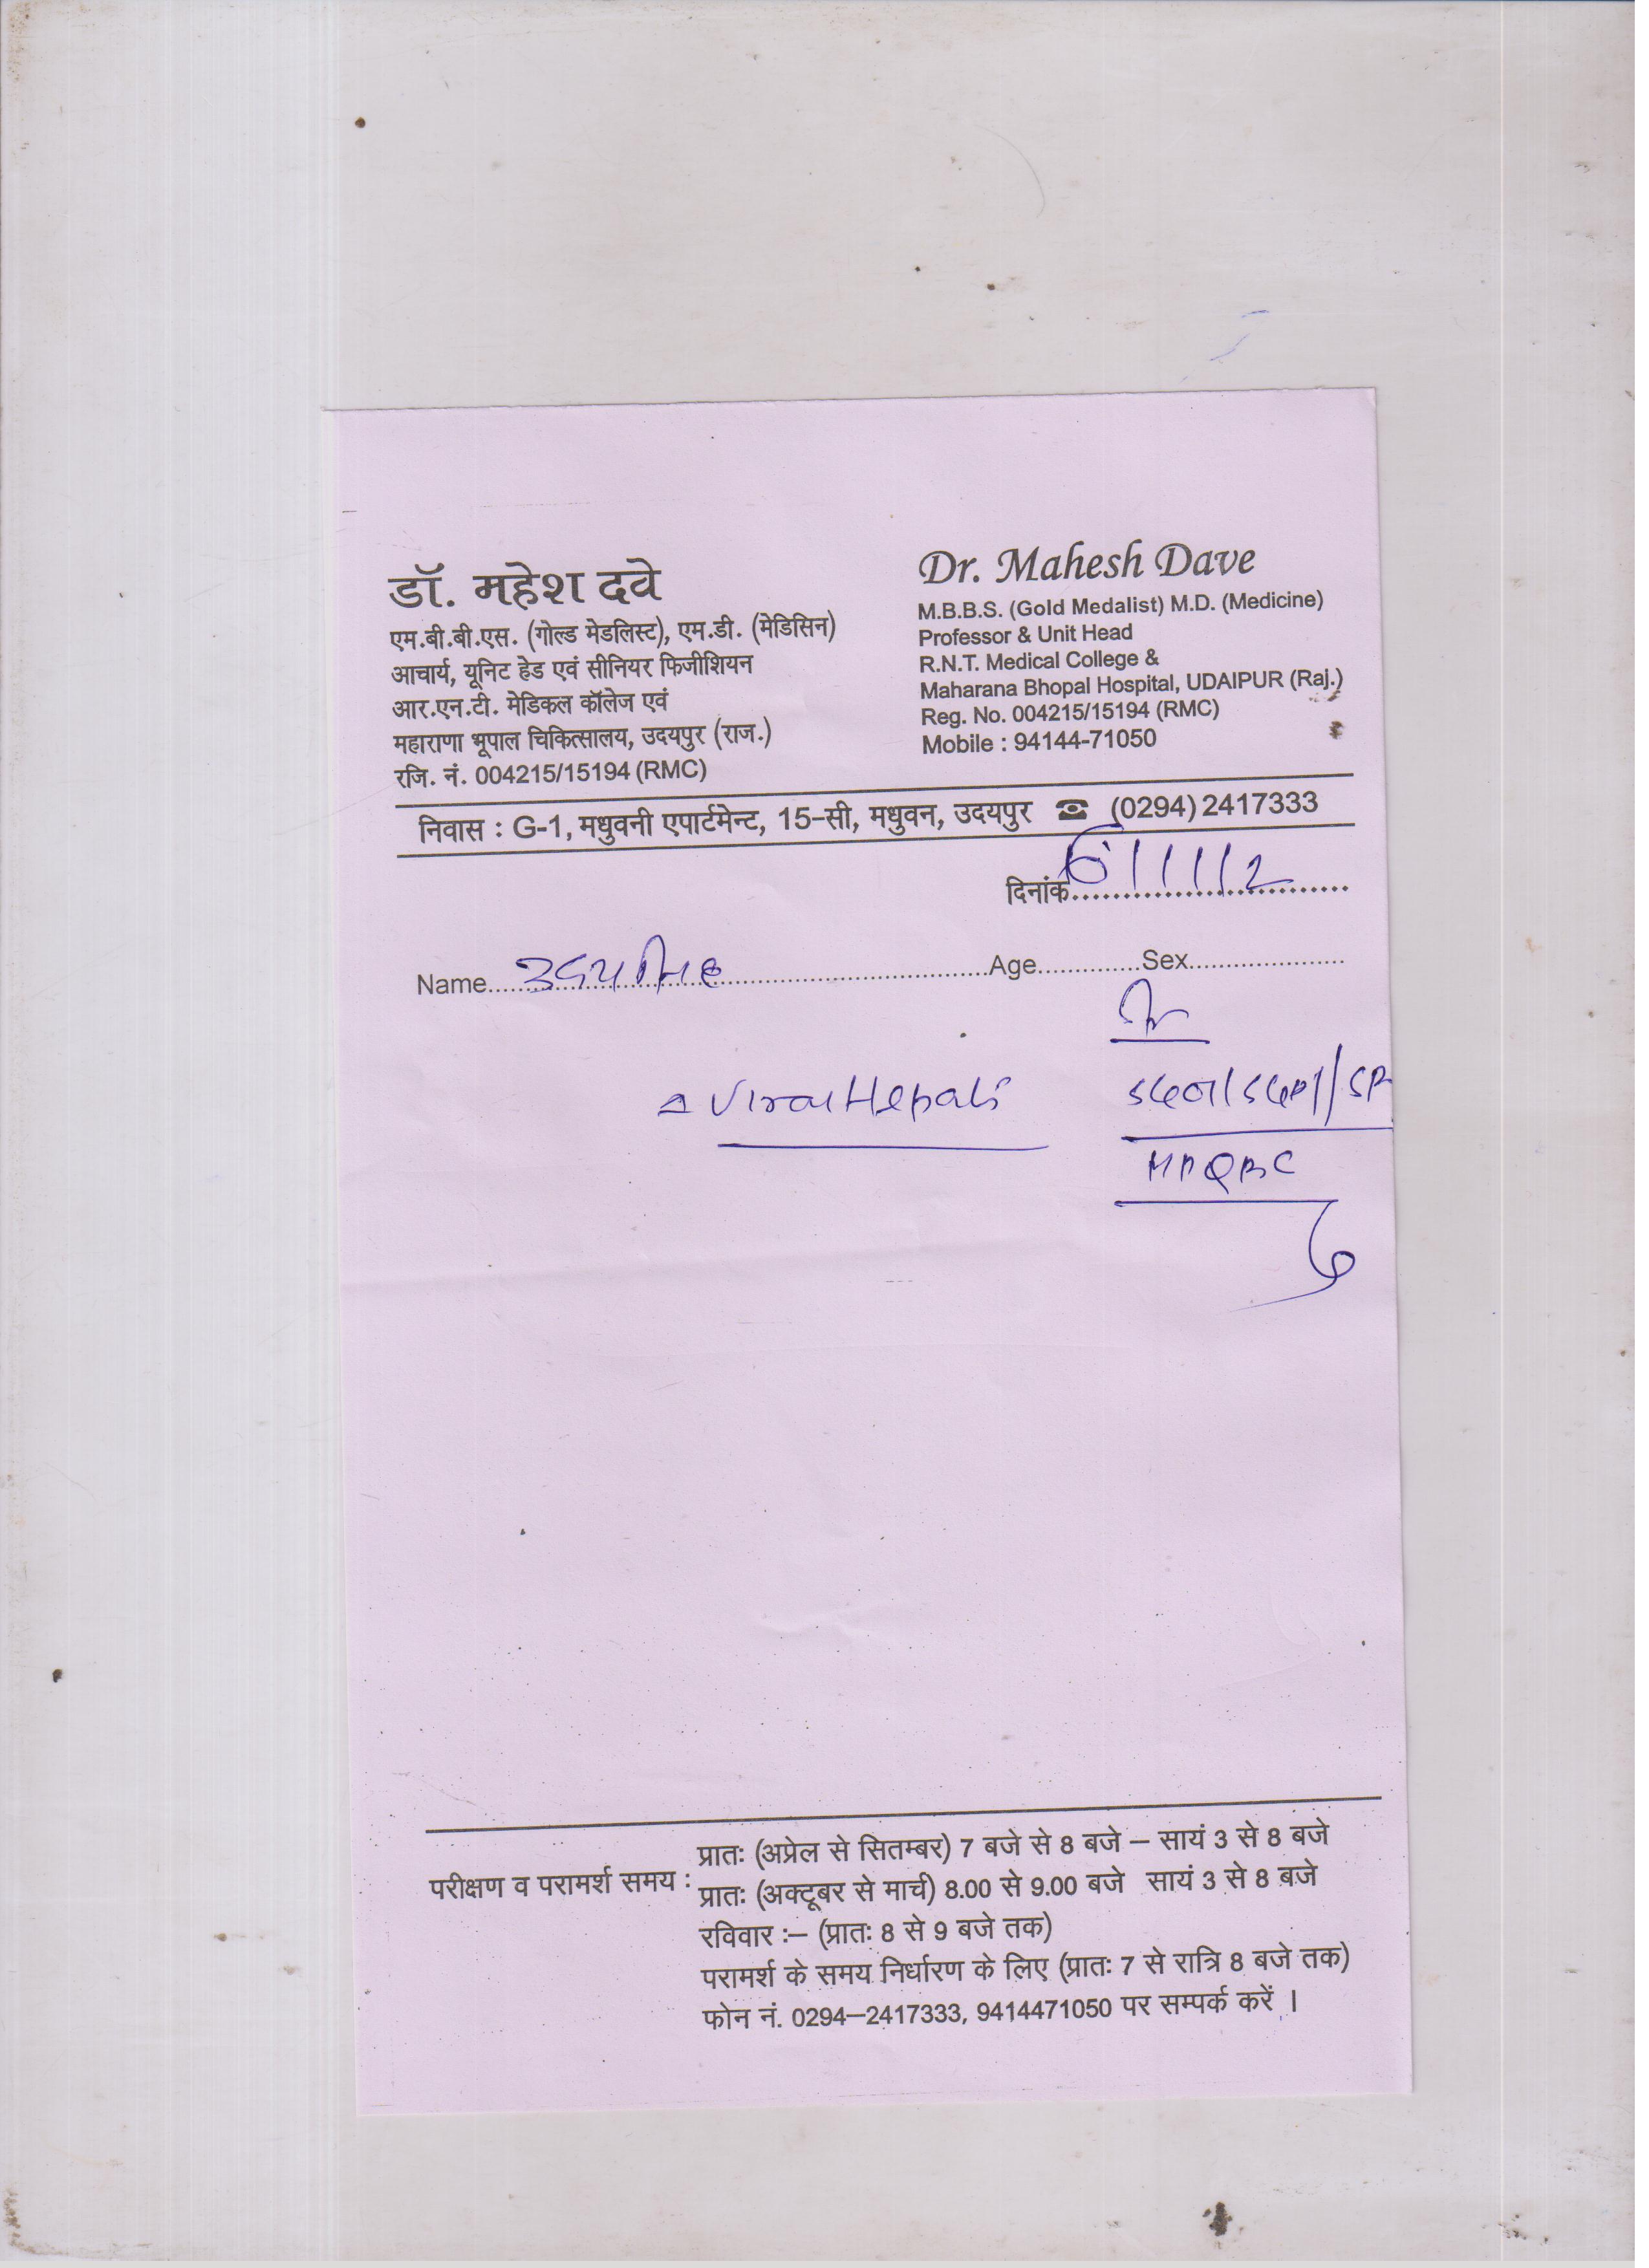 डॉ. महेश दवे
एम.बी.बी.एस. (गोल्ड मेडलिस्ट), एम.डी. (मेडिसिन)
आचार्य, यूनिट हेड एवं सीनियर फिजीशियन
आर.एन.टी. मेडिकल कॉलेज एवं
महाराणा भूपाल चिकित्सालय, उदयपुर (राज.)
रजि. नं. 004215/15194 (RMC)
Dr. Mahesh Dave
M.B.B.S. (Gold Medalist) M.D. (Medicine)
Professor & Unit Head
R.N.T. Medical College &
Maharana Bhopal Hospital, UDAIPUR (Raj.)
Reg. No. 004215/15194 (RMC)
Mobile : 94144-71050
निवास : G-1, मधुवनी एपार्टमेन्ट, 15-सी, मधुवन, उदयपुर ☎ (0294) 2417333
दिनांक 6/11/12
Name उदयसिंह Age Sex
Viral Hepati
MPQBC
परीक्षण व परामर्श समय : प्रातः (अप्रेल से सितम्बर) 7 बजे से 8 बजे – सायं 3 से 8 बजे
प्रातः (अक्टूबर से मार्च) 8.00 से 9.00 बजे सायं 3 से 8 बजे
रविवार :– (प्रातः 8 से 9 बजे तक)
परामर्श के समय निर्धारण के लिए (प्रातः 7 से रात्रि 8 बजे तक)
फोन नं. 0294–2417333, 9414471050 पर सम्पर्क करें ।